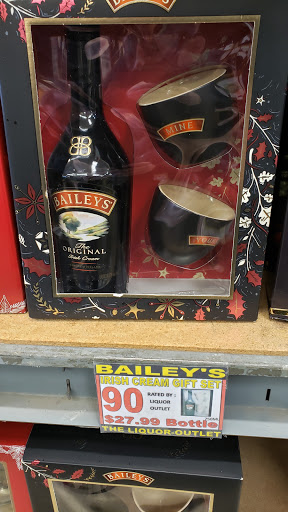 BAILEYS
MINE
BAILEYS
The
ORIGINAL
Irish Cream
BAILEY'S
IRISH CREAM GIFT SET
90
RATED BY:
LIQUOR
OUTLET
$27.99 Bottle
THE LIQUOR OUTLET
BAILEYS